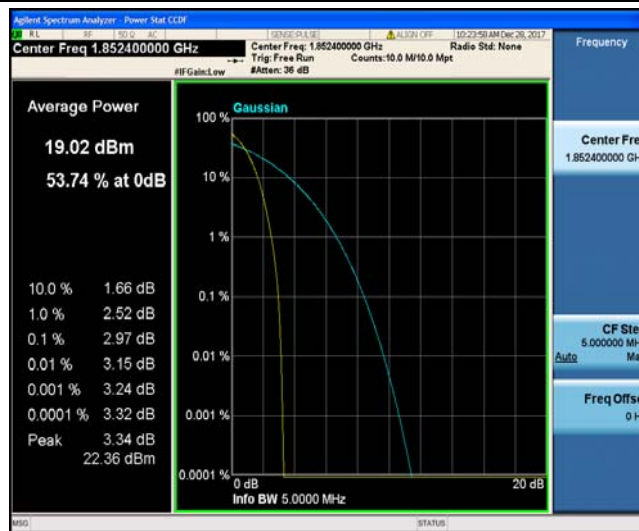 Agilent Spectrum Analyzer - Power Stat CCDF
RL RF 50 Ω AC SENSE:PULSE ALIGN OFF 10:23:58 AM Dec 28, 2017
Center Freq 1.852400000 GHz
Center Freq: 1.852400000 GHz Radio Std: None
Trig: Free Run Counts:10.0 M/10.0 Mpt
#IFGain:Low #Atten: 36 dB
Frequency
Average Power
19.02 dBm
53.74 % at 0dB
10.0 % 1.66 dB
1.0 % 2.52 dB
0.1 % 2.97 dB
0.01 % 3.15 dB
0.001 % 3.24 dB
0.0001 % 3.32 dB
Peak 3.34 dB
22.36 dBm
Gaussian
100 %
10 %
1 %
0.1 %
0.01 %
0.001 %
0.0001 %
0 dB 20 dB
Info BW 5.0000 MHz
Center Fre
1.852400000 GH
CF Ste
5.000000 MH
Auto Ma
Freq Offs
0 H
MSG STATUS